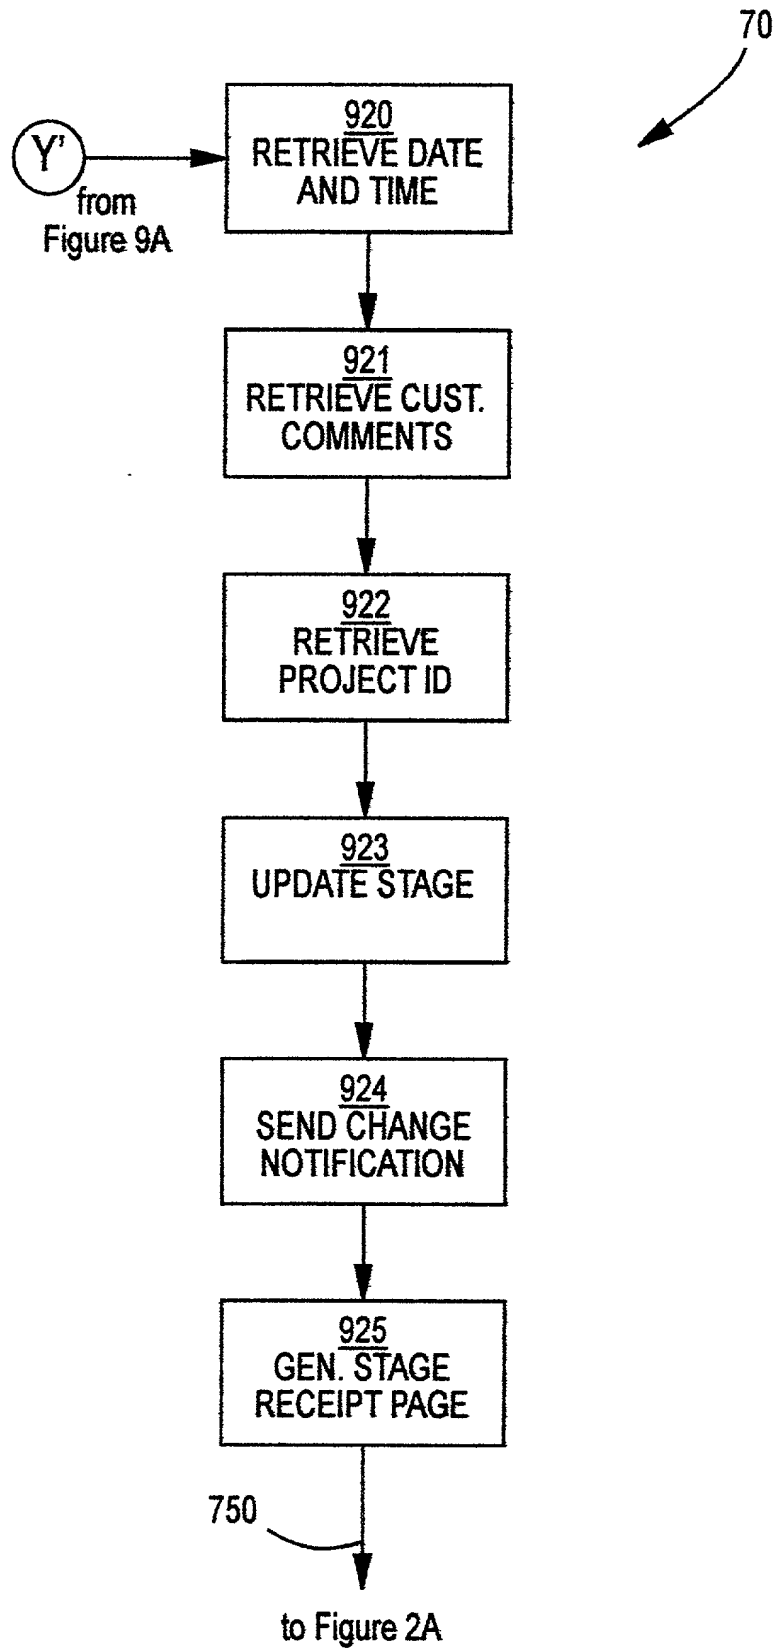 70
920
RETRIEVE DATE
AND TIME
Y'
from
Figure 9A
921
RETRIEVE CUST.
COMMENTS
922
RETRIEVE
PROJECT ID
923
UPDATE STAGE
924
SEND CHANGE
NOTIFICATION
925
GEN. STAGE
RECEIPT PAGE
750
to Figure 2A